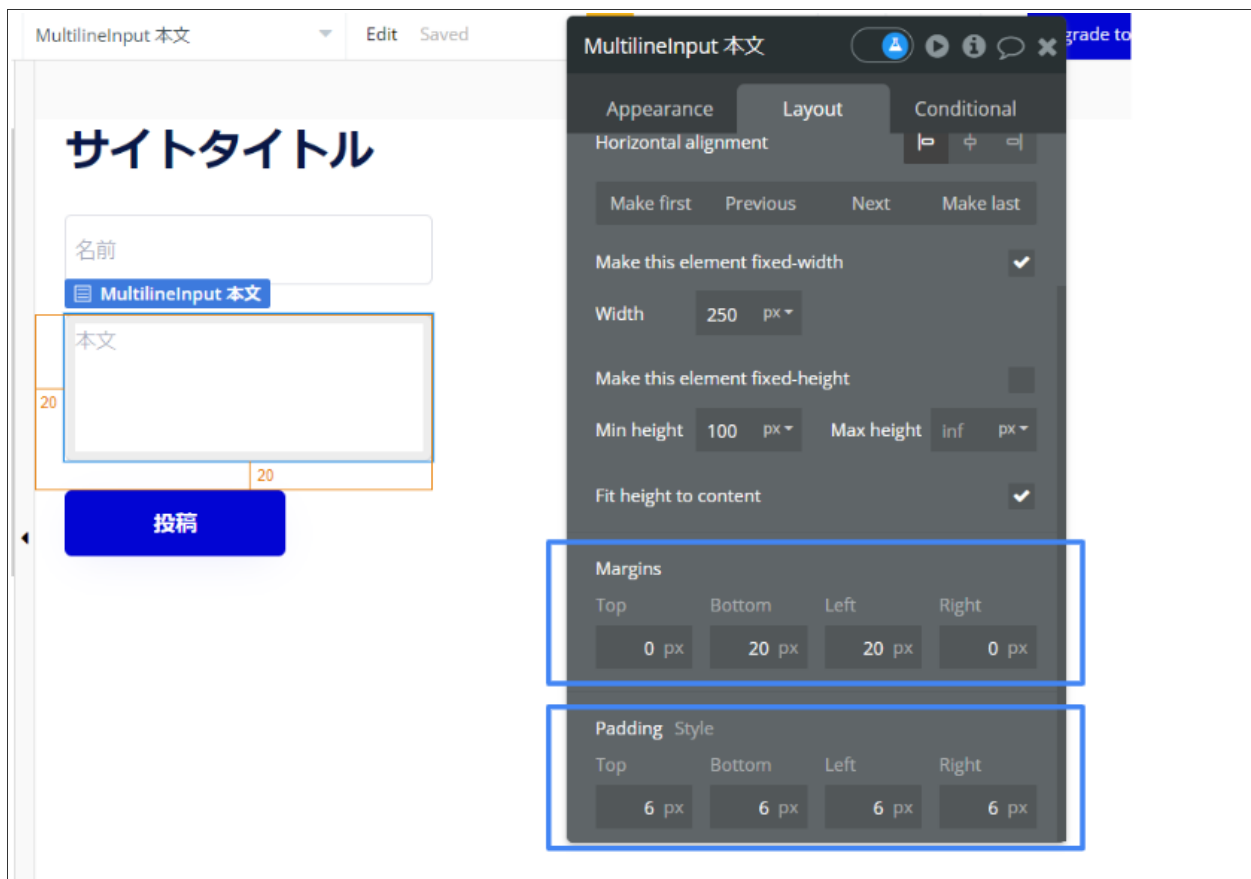 MultilineInput 本文
Edit Saved
grade to
サイトタイトル
名前
MultilineInput 本文
本文
20
20
投稿
MultilineInput 本文
Appearance Layout Conditional
Horizontal alignment
Make first Previous Next Make last
Make this element fixed-width
Width 250 px
Make this element fixed-height
Min height 100 px Max height inf px
Fit height to content
Margins
Top Bottom Left Right
0 px 20 px 20 px 0 px
Padding Style
Top Bottom Left Right
6 px 6 px 6 px 6 px